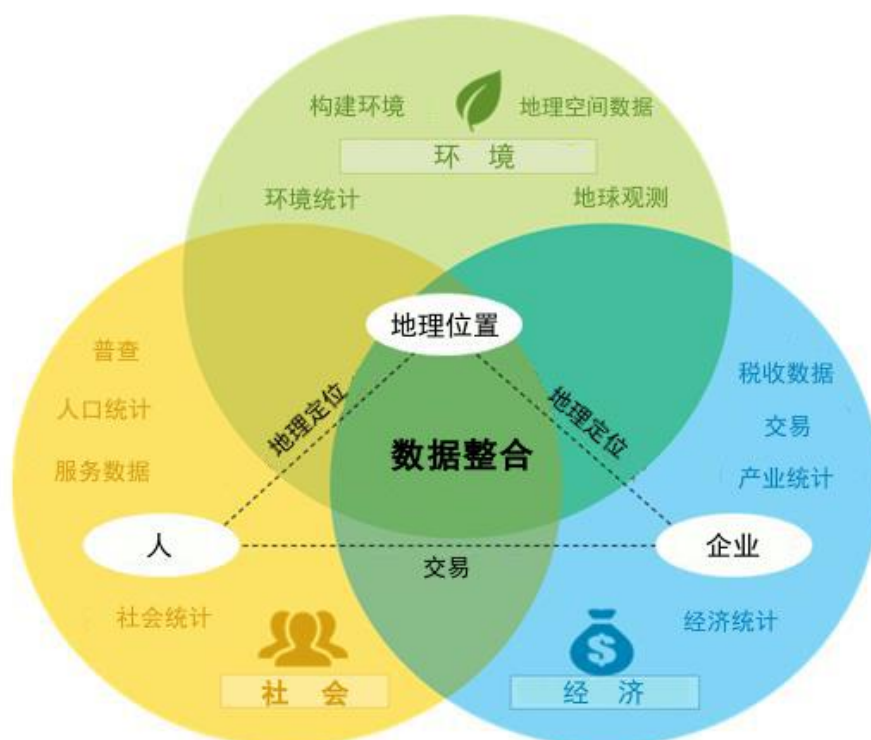 构建环境
地理空间数据
环 境
环境统计
地球观测
地理位置
普查
人口统计
服务数据
税收数据
交易
产业统计
地理定位
地理定位
数据整合
人
企业
交易
社会统计
经济统计
社 会
经 济